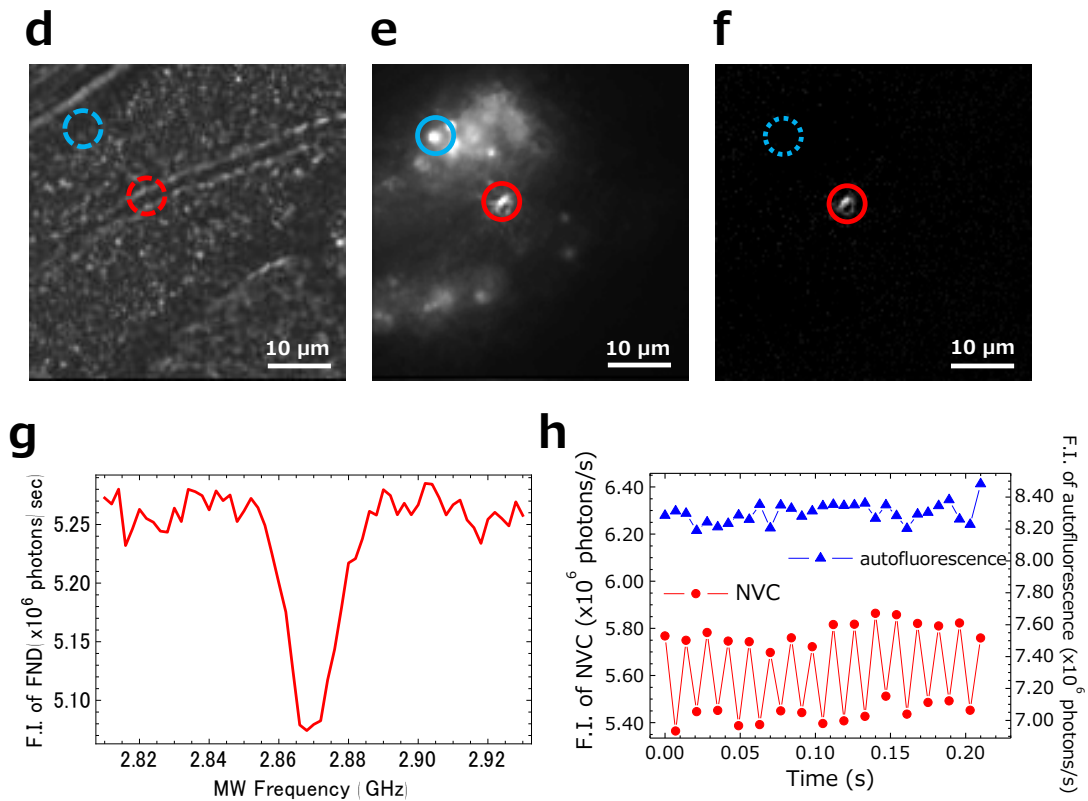 d
e
f
10 μm
10 μm
10 μm
g
F.I. of FND( x10⁶ photons/ sec)
5.25
5.20
5.15
5.10
2.82
2.84
2.86
2.88
2.90
2.92
MW Frequency ( GHz)
h
F.I. of NVC (x10⁶ photons/s)
6.40
6.20
6.00
5.80
5.60
5.40
autofluorescence
NVC
0.00
0.05
0.10
0.15
0.20
Time (s)
8.40
8.20
8.00
7.80
7.60
7.40
7.20
7.00
F.I. of autofluorescence (x10⁶ photons/s)